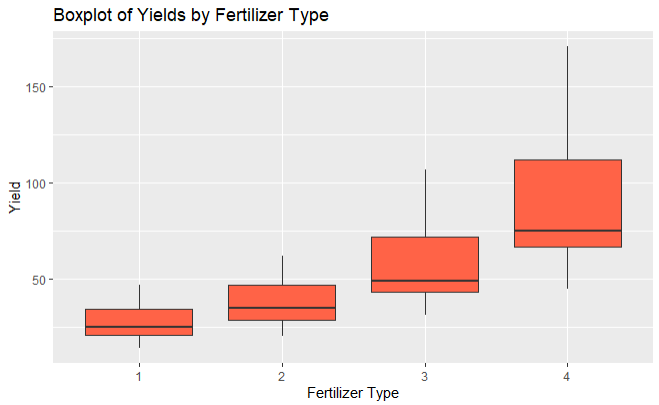 Boxplot of Yields by Fertilizer Type
150
100
50
Yield
1 2 3 4
Fertilizer Type